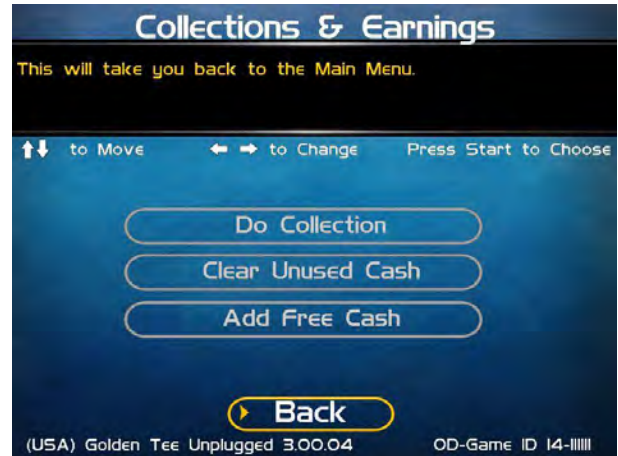 Collections & Earnings
This will take you back to the Main Menu.
to Move to Change Press Start to Choose
Do Collection
Clear Unused Cash
Add Free Cash
Back
(USA) Golden Tee Unplugged 3.00.04 OD-Game ID 14-111111